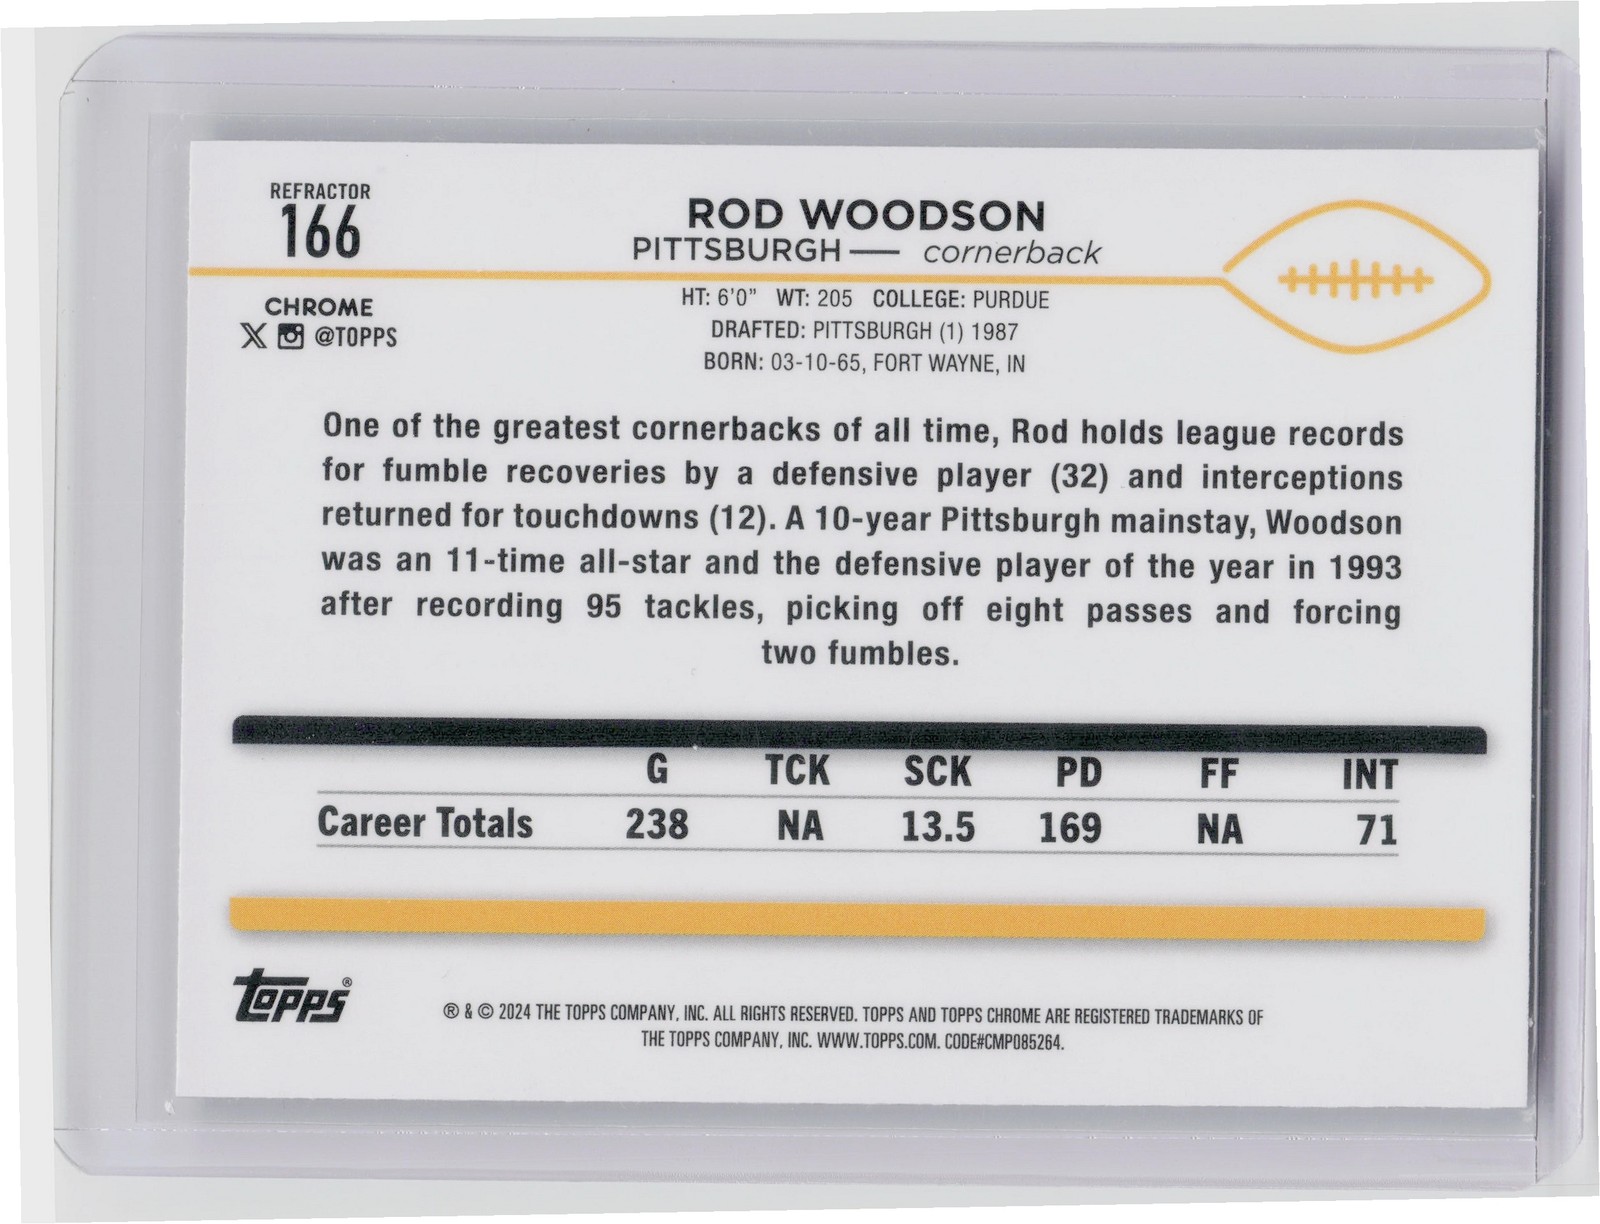 REFRACTOR
166
ROD WOODSON
PITTSBURGH — cornerback
CHROME
X @TOPPS
HT: 6'0" WT: 205 COLLEGE: PURDUE
DRAFTED: PITTSBURGH (1) 1987
BORN: 03-10-65, FORT WAYNE, IN
One of the greatest cornerbacks of all time, Rod holds league records
for fumble recoveries by a defensive player (32) and interceptions
returned for touchdowns (12). A 10-year Pittsburgh mainstay, Woodson
was an 11-time all-star and the defensive player of the year in 1993
after recording 95 tackles, picking off eight passes and forcing
two fumbles.
G TCK SCK PD FF INT
Career Totals 238 NA 13.5 169 NA 71
topps®
® & © 2024 THE TOPPS COMPANY, INC. ALL RIGHTS RESERVED. TOPPS AND TOPPS CHROME ARE REGISTERED TRADEMARKS OF
THE TOPPS COMPANY, INC. WWW.TOPPS.COM. CODE#CMP085264.